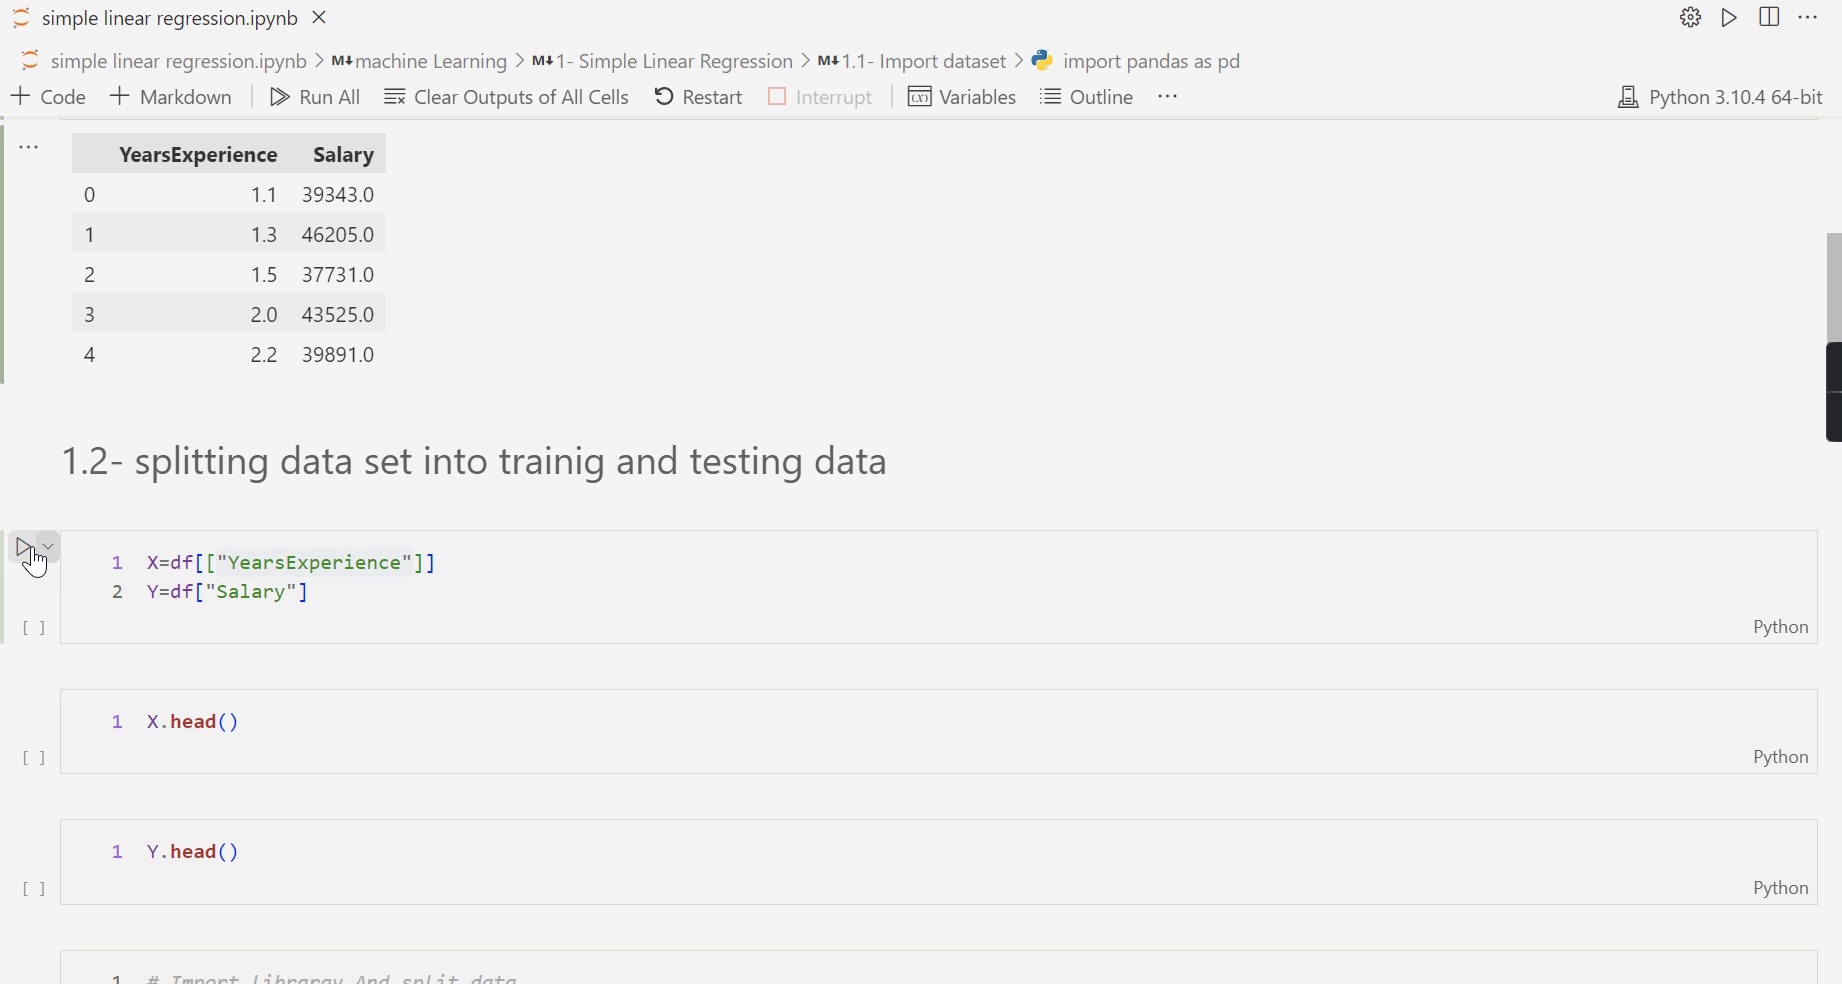 simple linear regression.ipynb
simple linear regression.ipynb > M↓ machine Learning > M↓ 1- Simple Linear Regression > M↓ 1.1- Import dataset > import pandas as pd
+ Code + Markdown Run All Clear Outputs of All Cells Restart Interrupt Variables Outline ··· Python 3.10.4 64-bit
YearsExperience Salary
0 1.1 39343.0
1 1.3 46205.0
2 1.5 37731.0
3 2.0 43525.0
4 2.2 39891.0
1.2- splitting data set into trainig and testing data
1 X=df[["YearsExperience"]]
2 Y=df["Salary"]
[ ] Python
1 X.head()
[ ] Python
1 Y.head()
[ ] Python
1 # Import libraray And split data